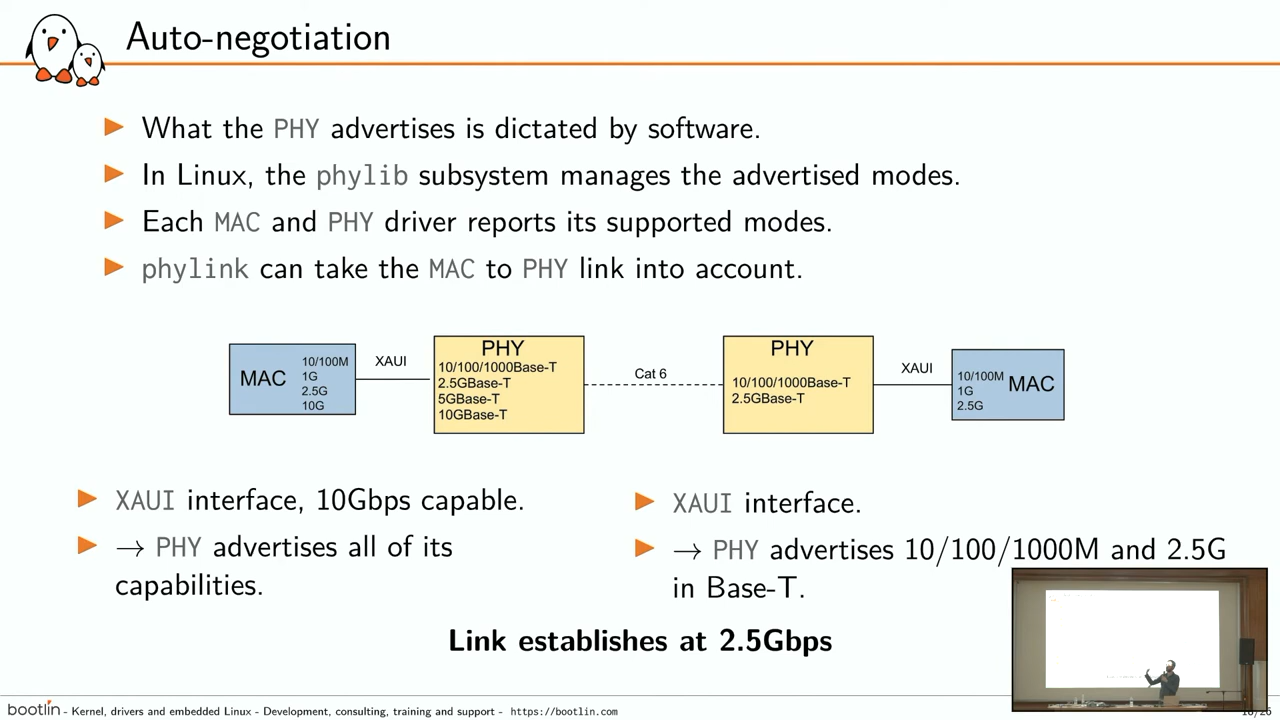 Auto-negotiation
What the PHY advertises is dictated by software.
In Linux, the phylib subsystem manages the advertised modes.
Each MAC and PHY driver reports its supported modes.
phylink can take the MAC to PHY link into account.
MAC
10/100M
1G
2.5G
10G
XAUI
PHY
10/100/1000Base-T
2.5GBase-T
5GBase-T
10GBase-T
Cat 6
PHY
10/100/1000Base-T
2.5GBase-T
XAUI
10/100M
1G
2.5G
MAC
XAUI interface, 10Gbps capable.
→ PHY advertises all of its
capabilities.
XAUI interface.
→ PHY advertises 10/100/1000M and 2.5G
in Base-T.
Link establishes at 2.5Gbps
bootlin - Kernel, drivers and embedded Linux - Development, consulting, training and support - https://bootlin.com